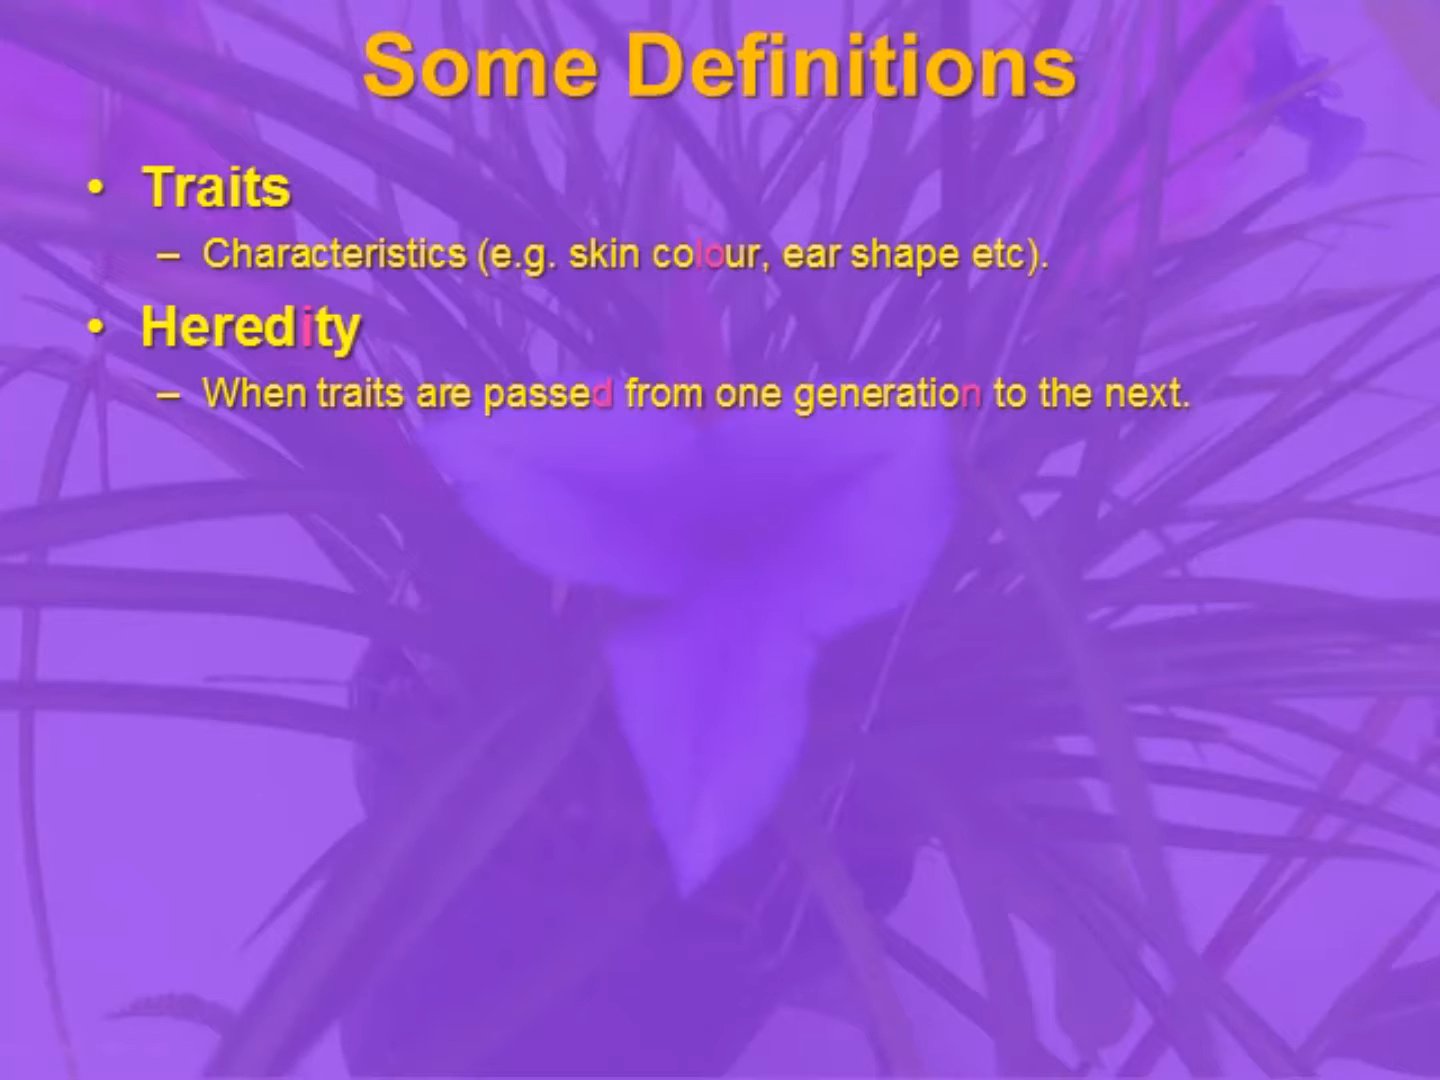 Some Definitions
• Traits
– Characteristics (e.g. skin colour, ear shape etc).
• Heredity
– When traits are passed from one generation to the next.